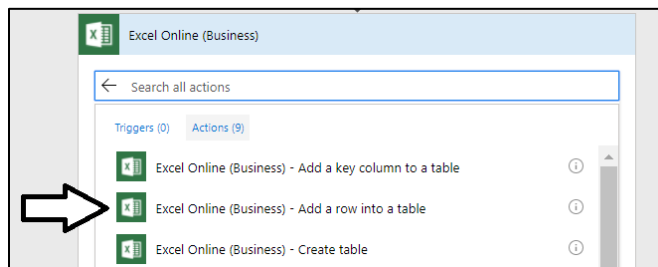 Excel Online (Business)
Search all actions
Triggers (0) Actions (9)
Excel Online (Business) - Add a key column to a table
Excel Online (Business) - Add a row into a table
Excel Online (Business) - Create table